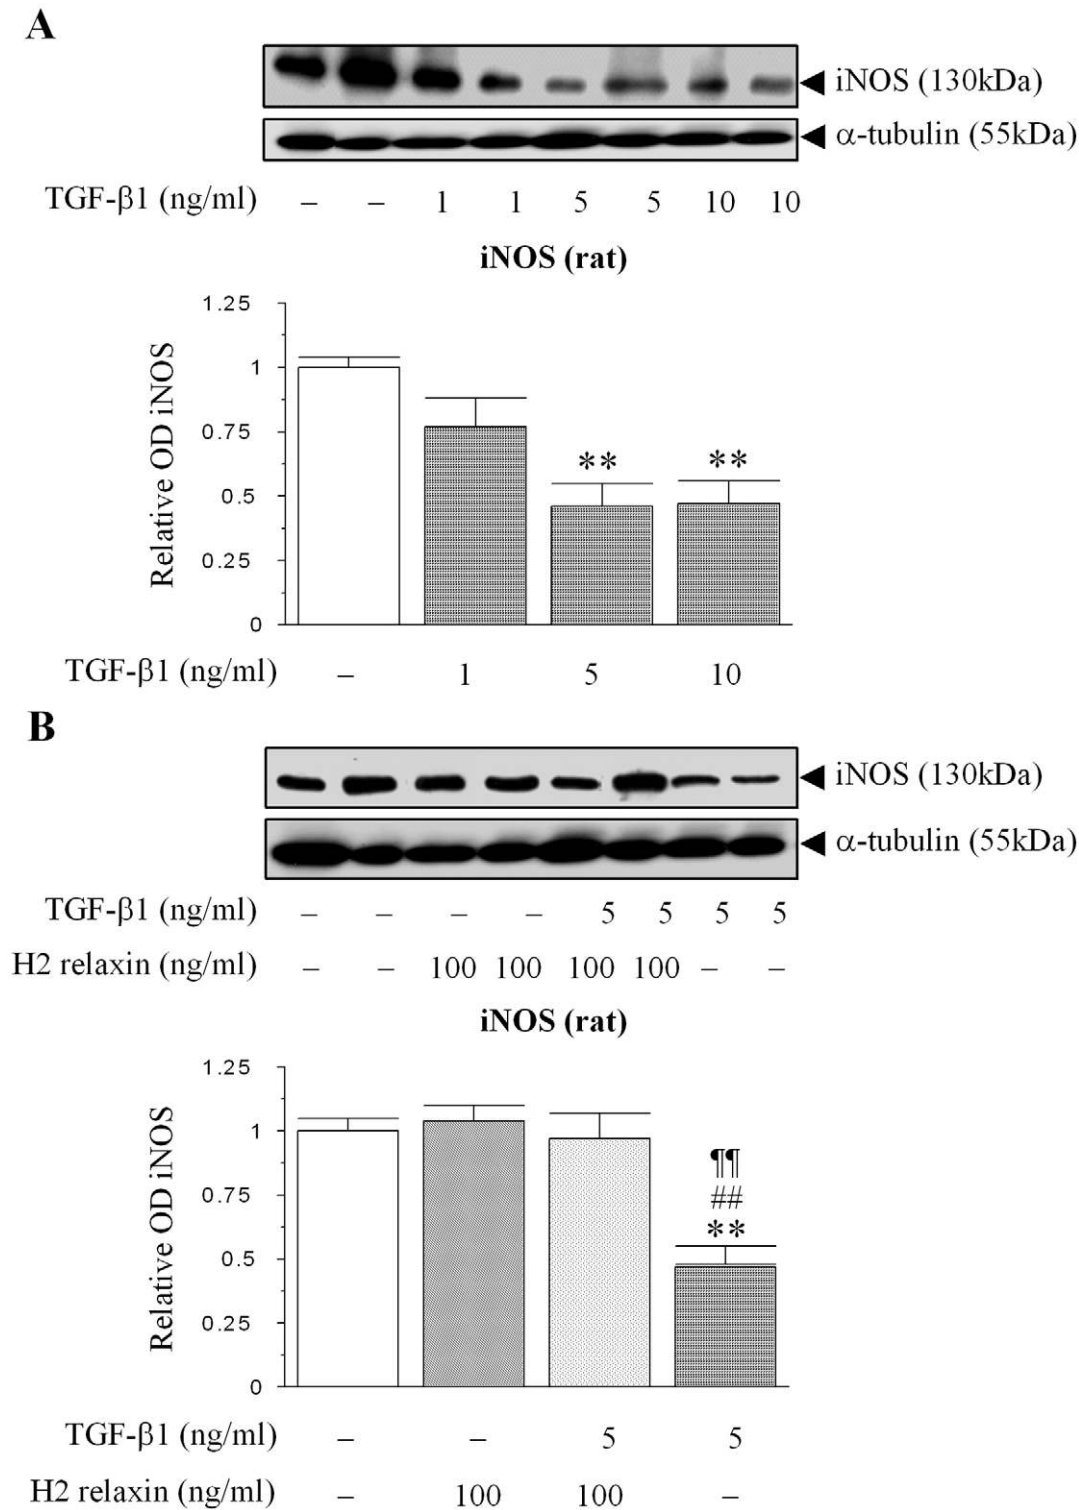 A
iNOS (130kDa)
α-tubulin (55kDa)
TGF-β1 (ng/ml) – – 1 1 5 5 10 10
iNOS (rat)
1.25
1
0.75
0.5
0.25
0
Relative OD iNOS
** **
TGF-β1 (ng/ml) – 1 5 10
B
iNOS (130kDa)
α-tubulin (55kDa)
TGF-β1 (ng/ml) – – – – 5 5 5 5
H2 relaxin (ng/ml) – – 100 100 100 100 – –
iNOS (rat)
1.25
1
0.75
0.5
0.25
0
Relative OD iNOS
¶¶
##
**
TGF-β1 (ng/ml) – – 5 5
H2 relaxin (ng/ml) – 100 100 –